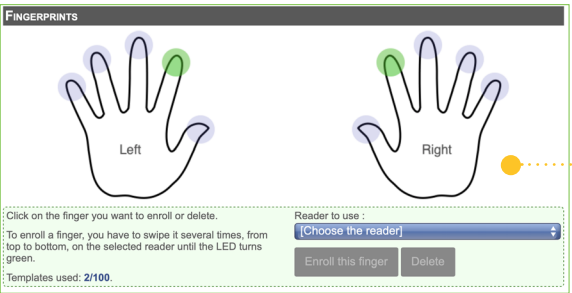 FINGERPRINTS
Left
Right
Click on the finger you want to enroll or delete.
To enroll a finger, you have to swipe it several times, from
top to bottom, on the selected reader until the LED turns
green.
Templates used: 2/100.
Reader to use :
[Choose the reader]
Enroll this finger
Delete